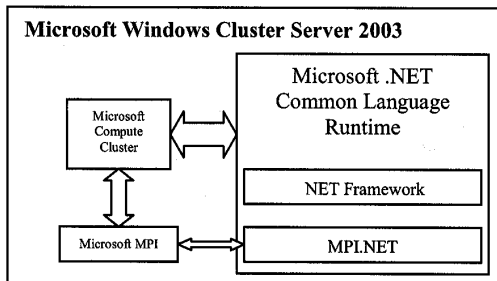 Microsoft Windows Cluster Server 2003
Microsoft .NET
Common Language
Runtime
Microsoft
Compute
Cluster
NET Framework
Microsoft MPI
MPI.NET